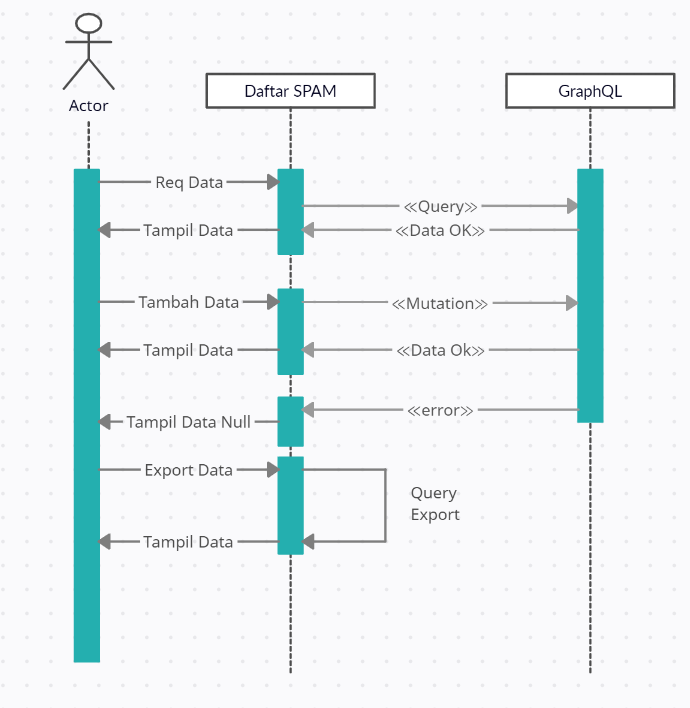 Actor
Daftar SPAM
GraphQL
Req Data
<<Query>>
Tampil Data
<<Data OK>>
Tambah Data
<<Mutation>>
Tampil Data
<<Data Ok>>
<<error>>
Tampil Data Null
Export Data
Query
Export
Tampil Data